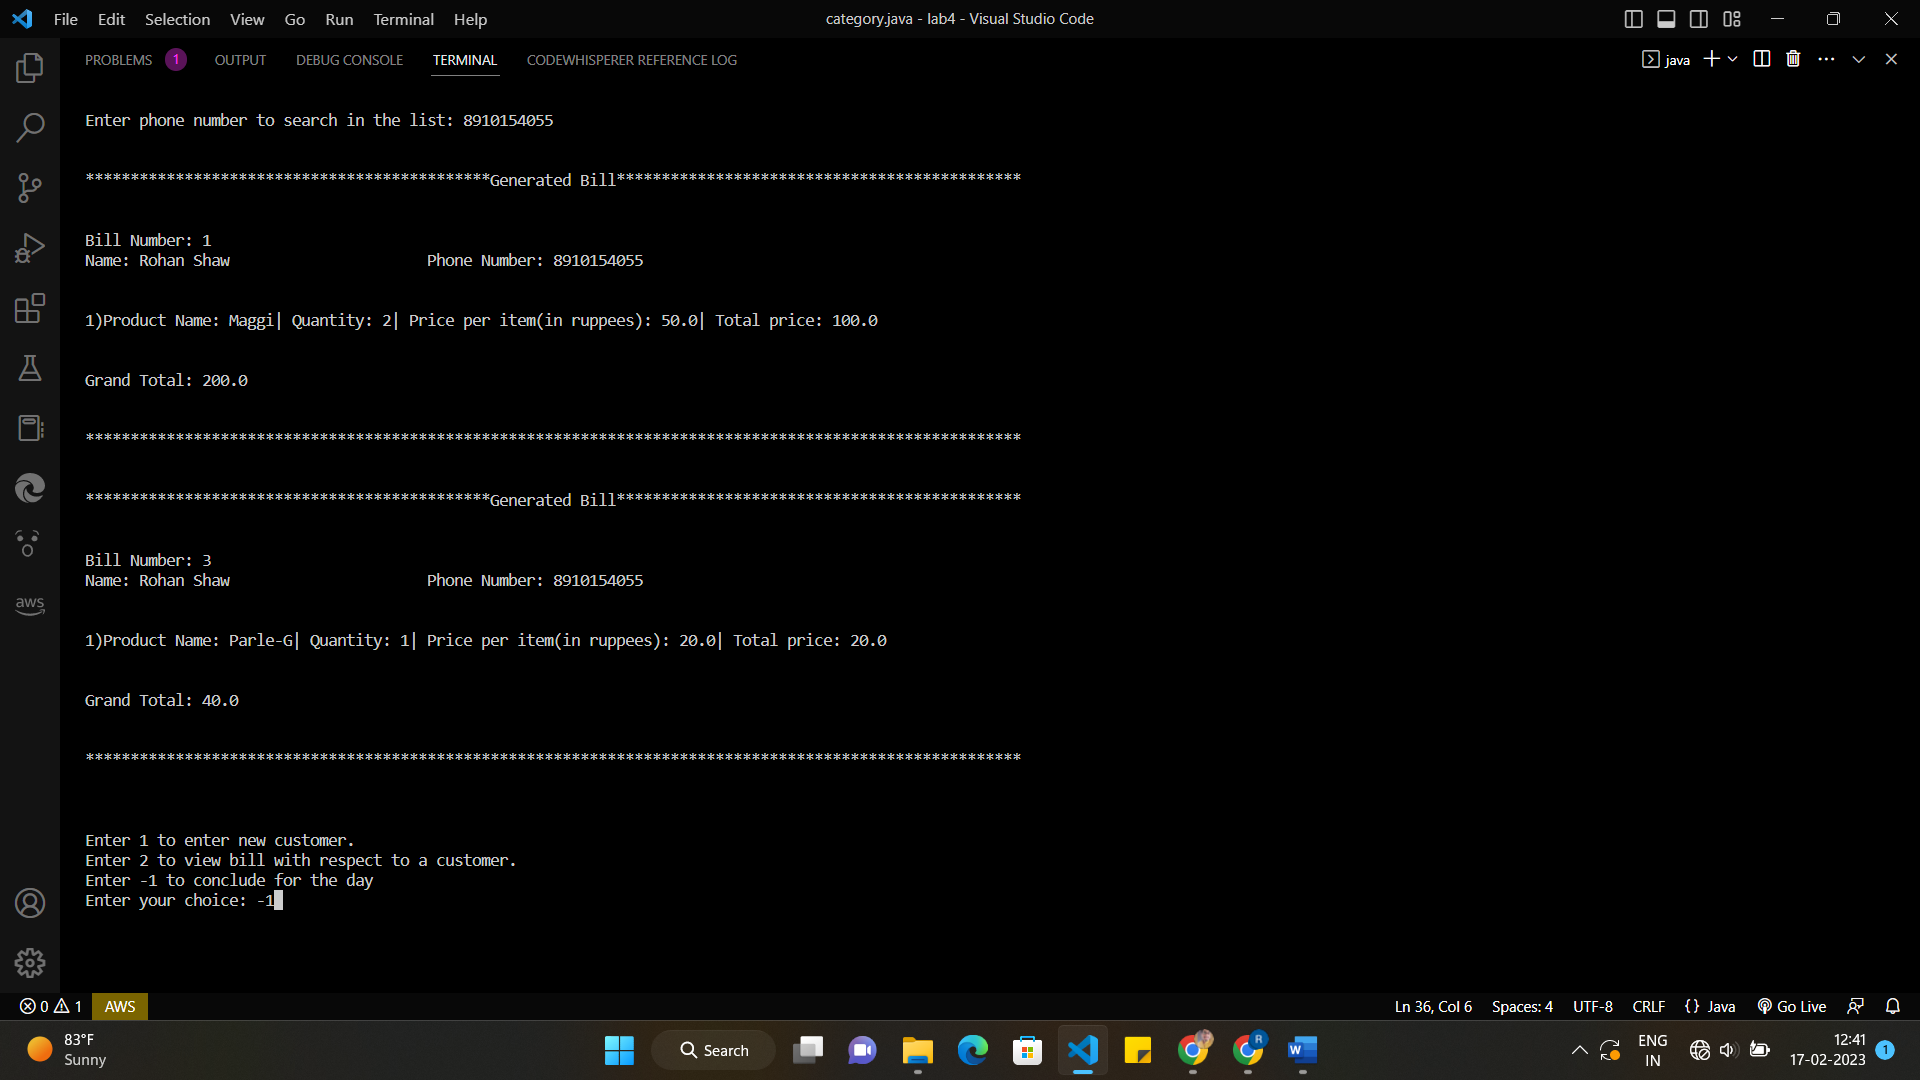 File Edit Selection View Go Run Terminal Help
category.java - lab4 - Visual Studio Code
PROBLEMS 1 OUTPUT DEBUG CONSOLE TERMINAL CODEWHISPERER REFERENCE LOG
java
Enter phone number to search in the list: 8910154055
*********************************************Generated Bill*********************************************
Bill Number: 1
Name: Rohan Shaw Phone Number: 8910154055
1)Product Name: Maggi| Quantity: 2| Price per item(in ruppees): 50.0| Total price: 100.0
Grand Total: 200.0
********************************************************************************************************
*********************************************Generated Bill*********************************************
Bill Number: 3
Name: Rohan Shaw Phone Number: 8910154055
1)Product Name: Parle-G| Quantity: 1| Price per item(in ruppees): 20.0| Total price: 20.0
Grand Total: 40.0
********************************************************************************************************
Enter 1 to enter new customer.
Enter 2 to view bill with respect to a customer.
Enter -1 to conclude for the day
Enter your choice: -1
aws
0 1 AWS
Ln 36, Col 6 Spaces: 4 UTF-8 CRLF {} Java Go Live
83°F
Sunny
Search
R
W
ENG
IN
12:41
17-02-2023
1